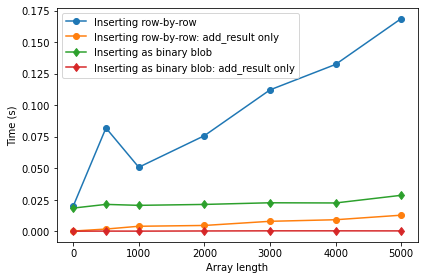 0.175
0.150
0.125
0.100
0.075
0.050
0.025
0.000
Time (s)
Inserting row-by-row
Inserting row-by-row: add_result only
Inserting as binary blob
Inserting as binary blob: add_result only
0 1000 2000 3000 4000 5000
Array length